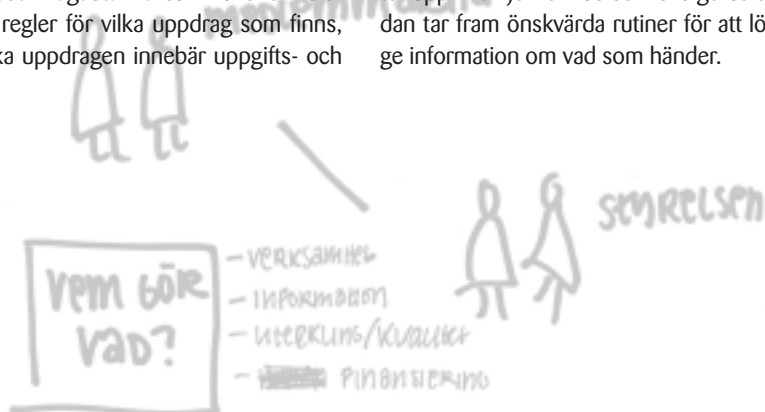 regler för vilka uppdrag som finns,
ka uppdragen innebär uppgifts- och
dan tar fram önskvärda rutiner för att lö
ge information om vad som händer.
STYRELSEN
VEM GÖR
VAD?
- VERKSAMHET
- INFORMATION
- UTVECKLING/KVALITET
- FINANSIERING